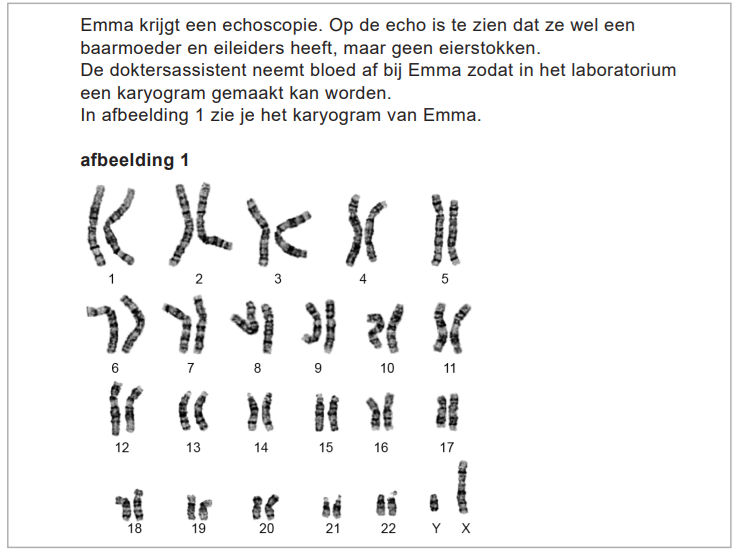 Emma krijgt een echoscopie. Op de echo is te zien dat ze wel een
baarmoeder en eileiders heeft, maar geen eierstokken.
De doktersassistent neemt bloed af bij Emma zodat in het laboratorium
een karyogram gemaakt kan worden.
In afbeelding 1 zie je het karyogram van Emma.
afbeelding 1
1 2 3 4 5
6 7 8 9 10 11
12 13 14 15 16 17
18 19 20 21 22 Y X